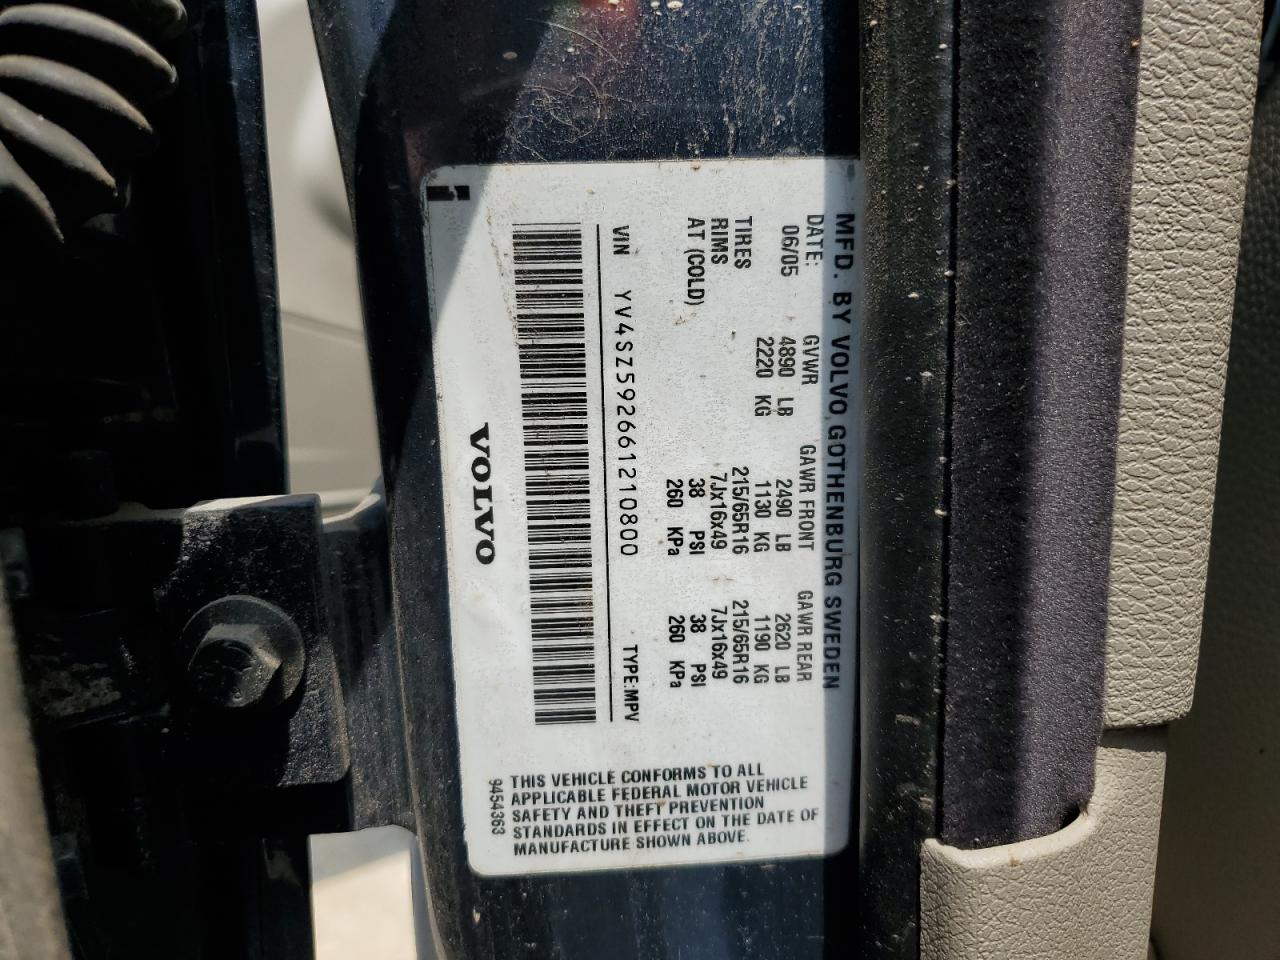 MFD. BY VOLVO GOTHENBURG SWEDEN
DATE: GVWR GAWR FRONT GAWR REAR
06/05 4890 LB 2490 LB 2620 LB
2220 KG 1130 KG 1190 KG
TIRES 215/65R16 215/65R16
RIMS 7Jx16x49 7Jx16x49
AT (COLD) 38 PSI 38 PSI
260 KPa 260 KPa
VIN YV4SZ592661210800 TYPE:MPV
VOLVO
THIS VEHICLE CONFORMS TO ALL
APPLICABLE FEDERAL MOTOR VEHICLE
SAFETY AND THEFT PREVENTION
STANDARDS IN EFFECT ON THE DATE OF
MANUFACTURE SHOWN ABOVE.
9454363